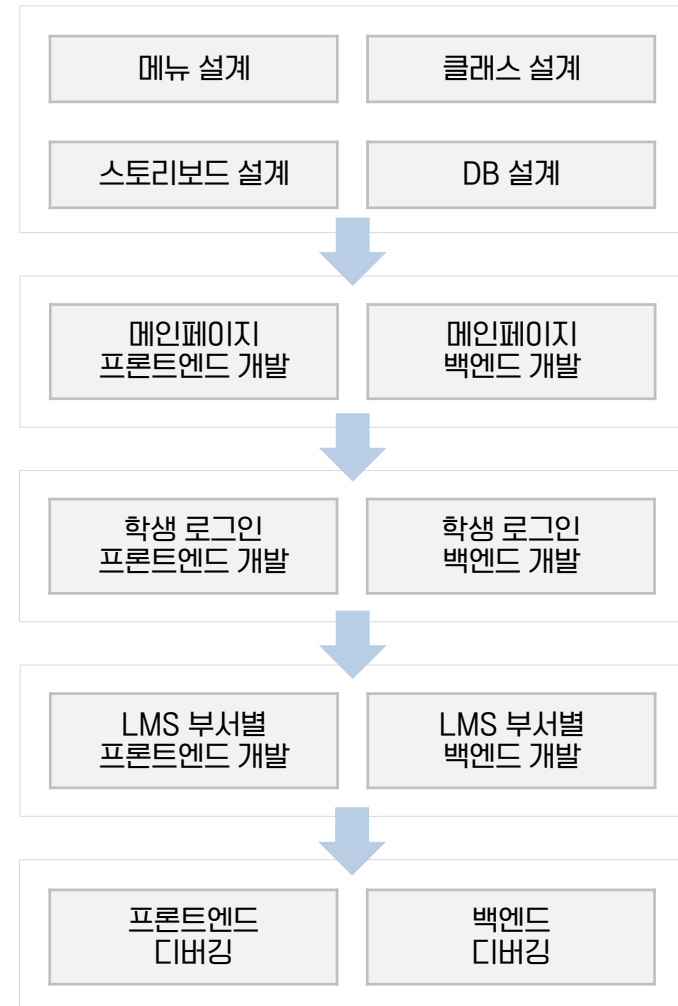 메뉴 설계
클래스 설계
스토리보드 설계
DB 설계
메인페이지
프론트엔드 개발
메인페이지
백엔드 개발
학생 로그인
프론트엔드 개발
학생 로그인
백엔드 개발
LMS 부서별
프론트엔드 개발
LMS 부서별
백엔드 개발
프론트엔드
디버깅
백엔드
디버깅